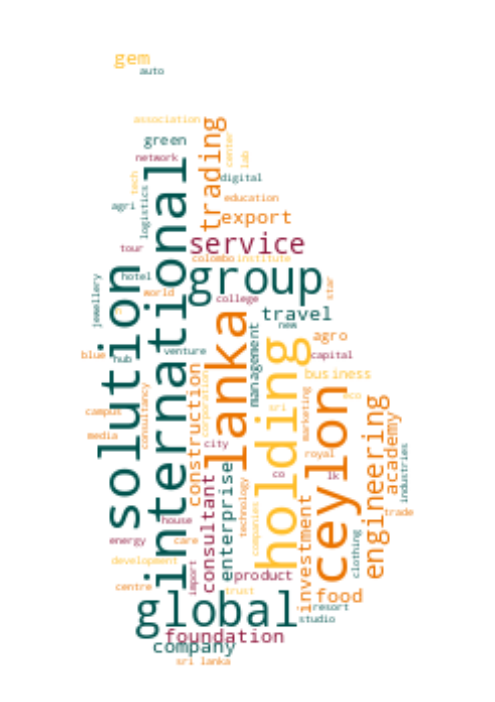 gem
auto
association
trading
center
green
lab
network
international
tech
digital
logistics
education
agri
export
service
tour
colombo
institute
group
hotel
jewellery
solution
world
star
college
lanka
travel
new
management
holding
agro
blue
hub
venture
capital
construction
corporation
business
consultancy
ceylon
marketing
eco
campus
sri
engineering
academy
media
city
industries
royal
enterprise
consultant
technology
co
lk
companies
investment
trade
house
energy
care
clothing
development
import
product
centre
trust
food
global
resort
studio
foundation
company
sri lanka